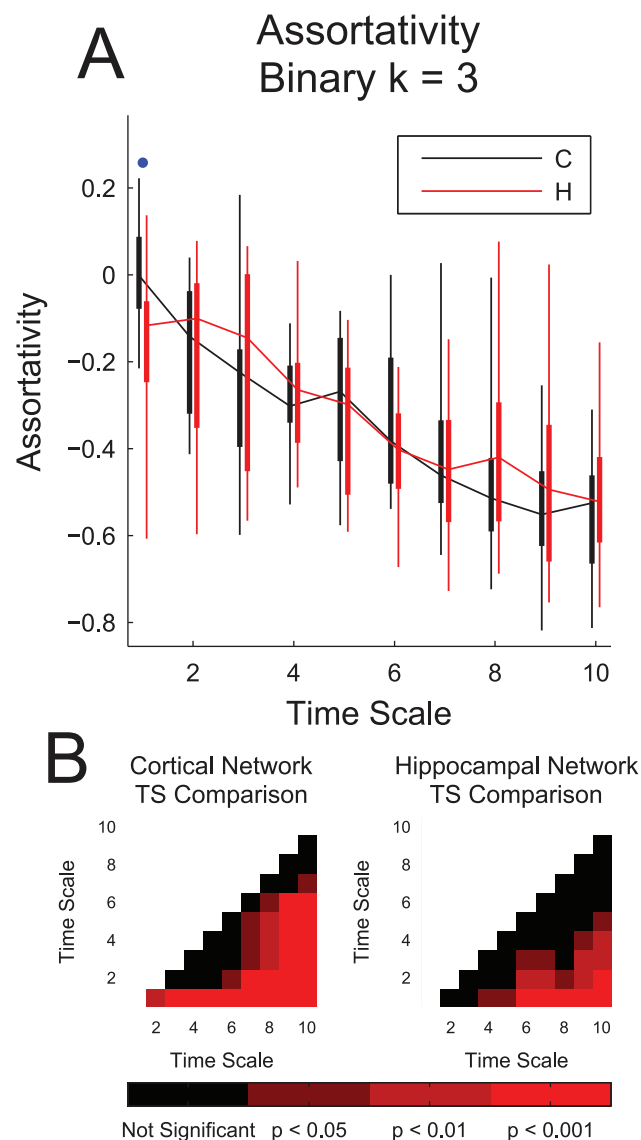 A
Assortativity
Binary k = 3
C
H
Assortativity
0.2
0
−0.2
−0.4
−0.6
−0.8
2 4 6 8 10
Time Scale
B
Cortical Network
TS Comparison
Time Scale
10
8
6
4
2
2 4 6 8 10
Time Scale
Hippocampal Network
TS Comparison
Time Scale
10
8
6
4
2
2 4 6 8 10
Time Scale
Not Significant p < 0.05 p < 0.01 p < 0.001